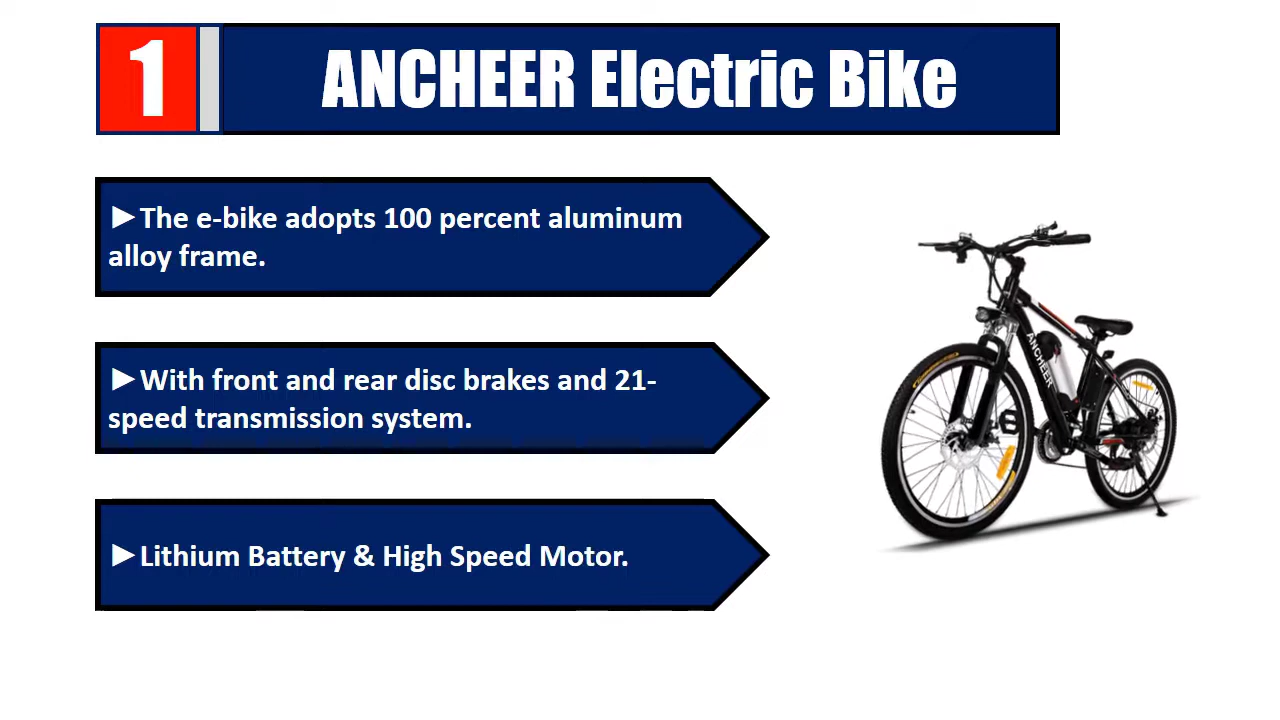 1
ANCHEER Electric Bike
►The e-bike adopts 100 percent aluminum
alloy frame.
►With front and rear disc brakes and 21-
speed transmission system.
►Lithium Battery & High Speed Motor.
ANCHEER